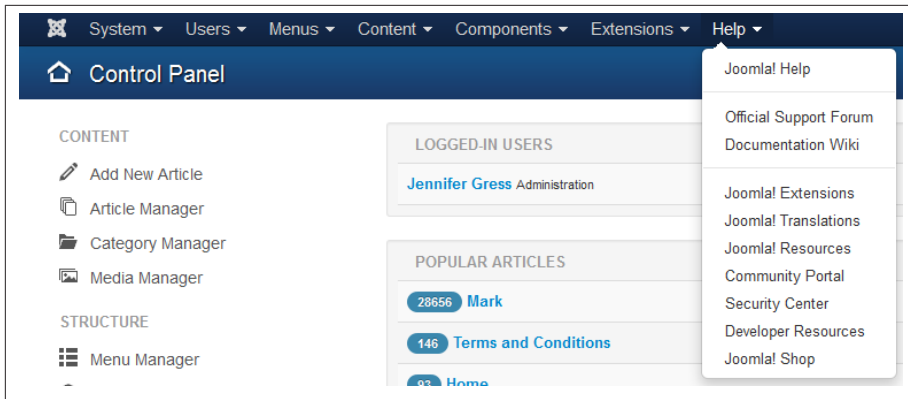 System Users Menus Content Components Extensions Help
Control Panel
CONTENT
Add New Article
Article Manager
Category Manager
Media Manager
STRUCTURE
Menu Manager
LOGGED-IN USERS
Jennifer Gress Administration
POPULAR ARTICLES
28656 Mark
146 Terms and Conditions
93 Home
Joomla! Help
Official Support Forum
Documentation Wiki
Joomla! Extensions
Joomla! Translations
Joomla! Resources
Community Portal
Security Center
Developer Resources
Joomla! Shop